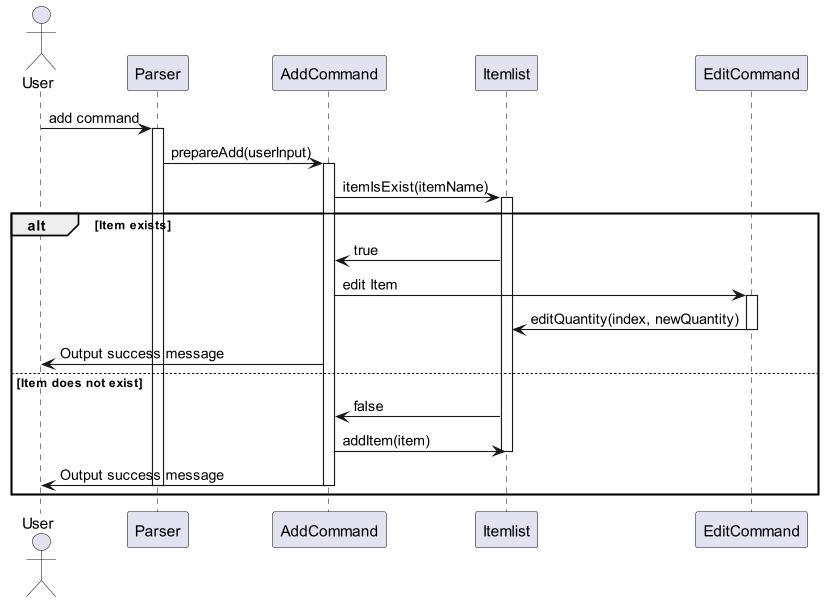 User
Parser
AddCommand
Itemlist
EditCommand
add command
prepareAdd(userInput)
itemIsExist(itemName)
alt [Item exists]
true
edit Item
editQuantity(index, newQuantity)
Output success message
[Item does not exist]
false
addItem(item)
Output success message
User
Parser
AddCommand
Itemlist
EditCommand